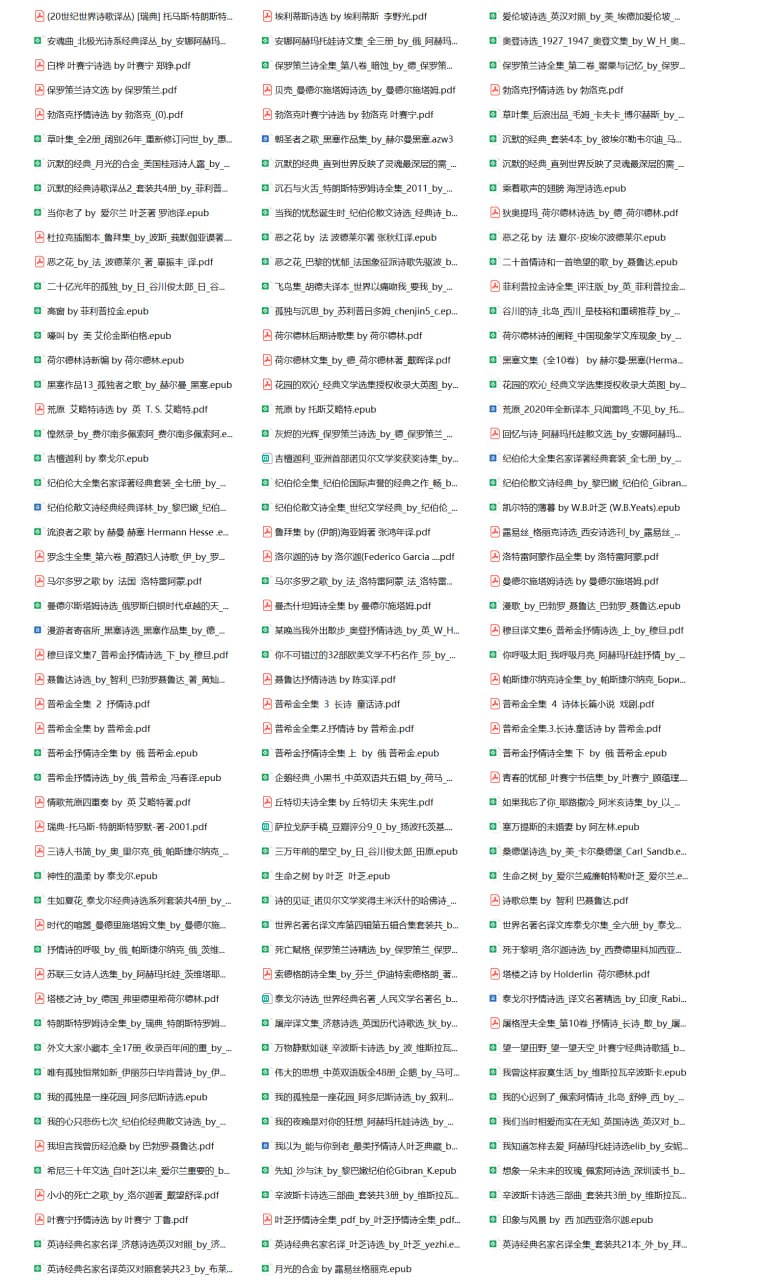 (20世纪世界诗歌译丛) [瑞典] 托马斯·特朗斯特...
埃利蒂斯诗选 by 埃利蒂斯  李野光.pdf
爱伦坡诗选_英汉对照_by_美_埃德加爱伦坡_...
安魂曲_北极光诗系经典译丛_by_安娜阿赫玛...
安娜阿赫玛托娃诗文集_全三册_by_俄_阿赫玛...
奥登诗选_1927_1947_奥登文集_by_W_H_奥...
白桦 叶赛宁诗选 by 叶赛宁 郑铮.pdf
保罗策兰诗全集_第八卷_暗蚀_by_德_保罗策...
保罗策兰诗全集_第二卷_罂粟与记忆_by_保罗...
保罗策兰诗文选 by 保罗策兰.pdf
贝壳_曼德尔施塔姆诗选_by_曼德尔施塔姆.pdf
勃洛克诗选 by 勃洛克.pdf
勃洛克抒情诗选 by 勃洛克_(0).pdf
勃洛克叶赛宁诗选 by 勃洛克 叶赛宁.pdf
草叶集_后浪出品_毛姆_卡夫卡_博尔赫斯_by_...
草叶集_全2册_阔别26年_重新修订问世_by_惠...
朝圣者之歌_黑塞作品集_by_赫尔曼黑塞.azw3
沉默的经典_套装4本_by_彼埃尔勒韦尔迪_马...
沉默的经典_月光的合金_美国桂冠诗人露_by_...
沉默的经典_直到世界反映了灵魂最深层的需_...
沉默的经典_直到世界反映了灵魂最深层的需_...
沉默的经典诗歌译丛2_套装共4册_by_菲利普...
沉石与火舌_特朗斯特罗姆诗全集_2011_by_...
乘着歌声的翅膀 海涅诗选.epub
当你老了 by  爱尔兰 叶芝著 罗池译.epub
当我的忧愁诞生时_纪伯伦散文诗选_经典诗_b...
狄奥提玛_荷尔德林诗选_by_德_荷尔德林.pdf
杜拉克插图本_鲁拜集_by_波斯_莪默伽亚谟著....
恶之花 by  法 波德莱尔著 张秋红译.epub
恶之花 by  法 夏尔-皮埃尔波德莱尔.epub
恶之花_by_法_波德莱尔_著_辜振丰_译.pdf
恶之花_巴黎的忧郁_法国象征派诗歌先驱波_b...
二十首情诗和一首绝望的歌_by_聂鲁达.epub
二十亿光年的孤独_by_日_谷川俊太郎_日_谷...
飞鸟集_胡德夫译本_世界以痛吻我_要我_by_...
菲利普拉金诗全集_评注版_by_英_菲利普拉金...
高窗 by 菲利普拉金.epub
孤独与沉思_by_苏利普吕多姆_chenjin5_c.ep...
谷川的诗_北岛_西川_是枝裕和重磅推荐_by_...
嚎叫 by  美 艾伦金斯伯格.epub
荷尔德林后期诗歌集 by 荷尔德林.pdf
荷尔德林诗的阐释_中国现象学文库现象_by_...
荷尔德林诗新编 by 荷尔德林.epub
荷尔德林文集_by_德_荷尔德林著_戴晖译.pdf
黑塞文集（全10卷） by 赫尔曼·黑塞(Herma...
黑塞作品13_孤独者之歌_by_赫尔曼_黑塞.epub
花园的欢沁_经典文学选集授权收录大英图_by...
花园的欢沁_经典文学选集授权收录大英图_by...
荒原  艾略特诗选 by  英  T. S. 艾略特.pdf
荒原 by 托斯艾略特.epub
荒原_2020年全新译本_只闻雷鸣_不见_by_托...
惶然录_by_费尔南多佩索阿_费尔南多佩索阿.e...
灰烬的光辉_保罗策兰诗选_by_德_保罗策兰_...
回忆与诗_阿赫玛托娃散文选_by_安娜阿赫玛...
吉檀伽利 by 泰戈尔.epub
吉檀伽利_亚洲首部诺贝尔文学奖获奖诗集_by...
纪伯伦大全集名家译著经典套装_全七册_by_...
纪伯伦大全集名家译著经典套装_全七册_by_...
纪伯伦全集_纪伯伦国际声誉的经典之作_畅_b...
纪伯伦诗选_by_黎巴嫩_纪伯伦_Gibran...
纪伯伦散文诗经典经典译林_by_黎巴嫩_纪伯...
纪伯伦散文诗全集_世纪文学经典_by_纪伯伦_...
凯尔特的薄暮 by W.B.叶芝 (W.B.Yeats).epub
流浪者之歌 by 赫曼 赫塞 Hermann Hesse .e...
鲁拜集 by (伊朗)海亚姆著 张鸿年译.pdf
露易丝_格丽克诗选_西安诗选刊_by_露易丝_...
罗念生全集_第六卷_醇酒妇人诗歌_伊_by_罗...
洛尔迦的诗 by 洛尔迦(Federico Garcia ....pdf
洛特雷阿蒙作品全集 by 洛特雷阿蒙.pdf
马尔多罗之歌 by  法国  洛特雷阿蒙.pdf
马尔多罗之歌_by_法_洛特雷阿蒙_法_洛特雷...
曼德尔施塔姆诗选 by 曼德尔施塔姆.pdf
曼德尔斯塔姆诗选_俄罗斯白银时代卓越的天_...
曼杰什坦姆诗全集 by 曼德尔施塔姆.pdf
漫歌_by_巴勃罗_聂鲁达_巴勃罗_聂鲁达.epub
漫游者寄宿所_黑塞诗选_黑塞作品集_by_德_...
某晚当我外出散步_奥登抒情诗选_by_英_W_H...
穆旦译文集6_普希金抒情诗选_上_by_穆旦.pdf
穆旦译文集7_普希金抒情诗选_下_by_穆旦.pdf
你不可错过的32部欧美文学不朽名作_莎_by_...
你呼吸太阳_我呼吸月亮_阿赫玛托娃抒情_by_...
聂鲁达诗选_by_智利_巴勃罗聂鲁达_著_黄灿...
聂鲁达抒情诗选 by 陈实译.pdf
帕斯捷尔纳克诗全集_by_帕斯捷尔纳克_Бори...
普希金全集  2  抒情诗.pdf
普希金全集  3  长诗  童话诗.pdf
普希金全集  4  诗体长篇小说  戏剧.pdf
普希金全集 by 普希金.pdf
普希金全集.2.抒情诗 by 普希金.pdf
普希金全集.3.长诗.童话诗 by 普希金.pdf
普希金抒情诗全集 by  俄 普希金.epub
普希金抒情诗全集 上  by  俄 普希金.epub
普希金抒情诗全集 下  by  俄 普希金.epub
普希金抒情诗选_by_俄_普希金_冯春译.epub
企鹅经典_小黑书_中英双语共五辑_by_荷马_...
青春的忧郁_叶赛宁书信集_by_叶赛宁_顾蕴璞....
情歌荒原四重奏 by  英 艾略特著.pdf
丘特切夫诗全集 by 丘特切夫 朱宪生.pdf
如果我忘了你_耶路撒冷_阿米亥诗集_by_以_...
瑞典-托马斯-特朗斯特罗默-著-2001.pdf
萨拉戈萨手稿_豆瓣评分9_0_by_扬波托茨基....
塞万提斯的未婚妻 by 阿左林.epub
三诗人书简_by_奥_里尔克_俄_帕斯捷尔纳克_...
三万年前的星空_by_日_谷川俊太郎_田原.epub
桑德堡诗选_by_美_卡尔桑德堡_Carl_Sandb.e...
神性的温柔 by 泰戈尔.epub
生命之树 by 叶芝  叶芝.epub
生命之树_by_爱尔兰威廉帕特勒叶芝_爱尔兰.e...
生如夏花_泰戈尔经典诗选系列套装共4册_by_...
诗的见证_诺贝尔文学奖得主米沃什的哈佛诗_...
诗歌总集 by  智利 巴聂鲁达.pdf
时代的喧嚣_曼德里施塔姆文集_by_曼德尔施...
世界名著名译文库第四辑第五辑合集套装共_b...
世界名著名译文库泰戈尔集_全六册_by_泰戈...
抒情诗的呼吸_by_俄_帕斯捷尔纳克_俄_茨维...
死亡赋格_保罗策兰诗精选_by_保罗策兰_保罗...
死于黎明_洛尔迦诗选_by_西费德里科加西亚...
苏联三女诗人选集_by_阿赫玛托娃_茨维塔耶...
索德格朗诗全集_by_芬兰_伊迪特索德格朗_著...
塔楼之诗 by Holderlin  荷尔德林.pdf
塔楼之诗_by_德国_弗里德里希荷尔德林.pdf
泰戈尔诗选_世界经典名著_人民文学名著名_b...
泰戈尔抒情诗选_译文名著精选_by_印度_Rabi...
特朗斯特罗姆诗全集_by_瑞典_特朗斯特罗姆...
屠岸译文集_济慈诗选_英国历代诗歌选_狄_by...
屠格涅夫全集_第10卷_抒情诗_长诗_散_by_屠...
外文大家小藏本_全17册_收录百年间的重_by_...
万物静默如谜_辛波斯卡诗选_by_波_维斯拉瓦...
望一望田野_望一望天空_叶赛宁经典诗歌插_b...
唯有孤独恒常如新_伊丽莎白毕肖普诗_by_伊...
伟大的思想_中英双语版全48册_企鹅_by_马可...
我曾这样寂寞生活 by 维斯拉瓦辛波斯卡.epub
我的孤独是一座花园_阿多尼斯诗选.epub
我的孤独是一座花园_阿多尼斯诗选_by_叙利...
我的心迟到了_佩索阿情诗_北岛_舒婷_西_by_...
我的心只悲伤七次_纪伯伦经典散文诗选_by_...
我的夜晚是对你的狂想_阿赫玛托娃诗选_by_...
我们当时相爱而实在无知_英国诗选_英汉对_b...
我坦言我曾历经沧桑 by 巴勃罗·聂鲁达.pdf
我以为_能与你到老_最美抒情诗人叶芝典藏_b...
我知道怎样去爱_阿赫玛托娃诗选elib_by_安妮...
希尼三十年文选_自叶芝以来_爱尔兰重要的_b...
先知_沙与沫_by_黎巴嫩纪伯伦Gibran_K.epub
想象一朵未来的玫瑰_佩索阿诗选_深圳读书_b...
小小的死亡之歌_by_洛尔迦著_戴望舒译.pdf
辛波斯卡诗选三部曲_套装共3册_by_维斯拉瓦...
辛波斯卡诗选三部曲_套装共3册_by_维斯拉瓦...
叶赛宁抒情诗选 by 叶赛宁 丁鲁.pdf
叶芝抒情诗全集_pdf_by_叶芝抒情诗全集_pdf...
印象与风景 by  西 加西亚洛尔迦.epub
英诗经典名家名译_济慈诗选英汉对照_by_济...
英诗经典名家名译_叶芝诗选_by_叶芝_yezhi.e...
英诗经典名家名译全集_套装共21本_外_by_拜...
英诗经典名家名译英汉对照套装共23_by_布莱...
月光的合金 by 露易丝格丽克.epub